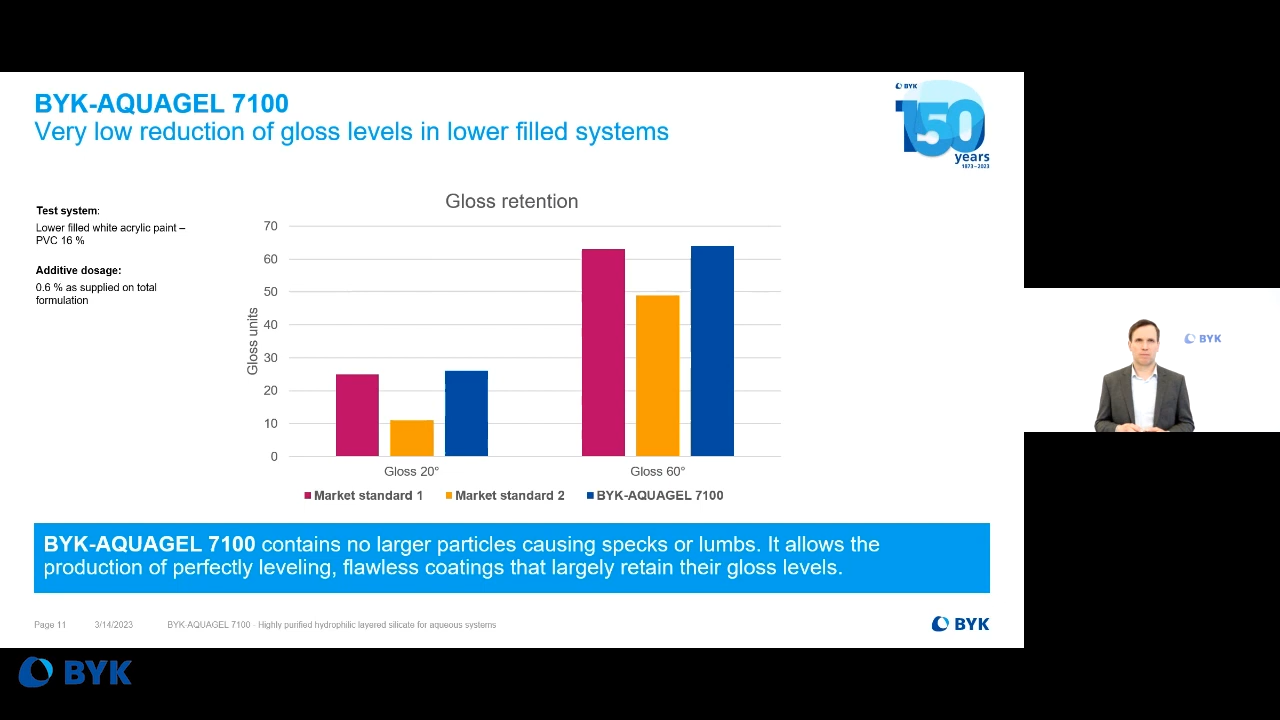 BYK-AQUAGEL 7100
Very low reduction of gloss levels in lower filled systems
BYK
150
years
1873–2023
Test system:
Lower filled white acrylic paint –
PVC 16 %
Additive dosage:
0.6 % as supplied on total
formulation
Gloss retention
70
60
50
40
30
20
10
0
Gloss units
Gloss 20°
Gloss 60°
Market standard 1
Market standard 2
BYK-AQUAGEL 7100
BYK
BYK-AQUAGEL 7100 contains no larger particles causing specks or lumbs. It allows the
production of perfectly leveling, flawless coatings that largely retain their gloss levels.
Page 11
3/14/2023
BYK-AQUAGEL 7100 - Highly purified hydrophilic layered silicate for aqueous systems
BYK
BYK